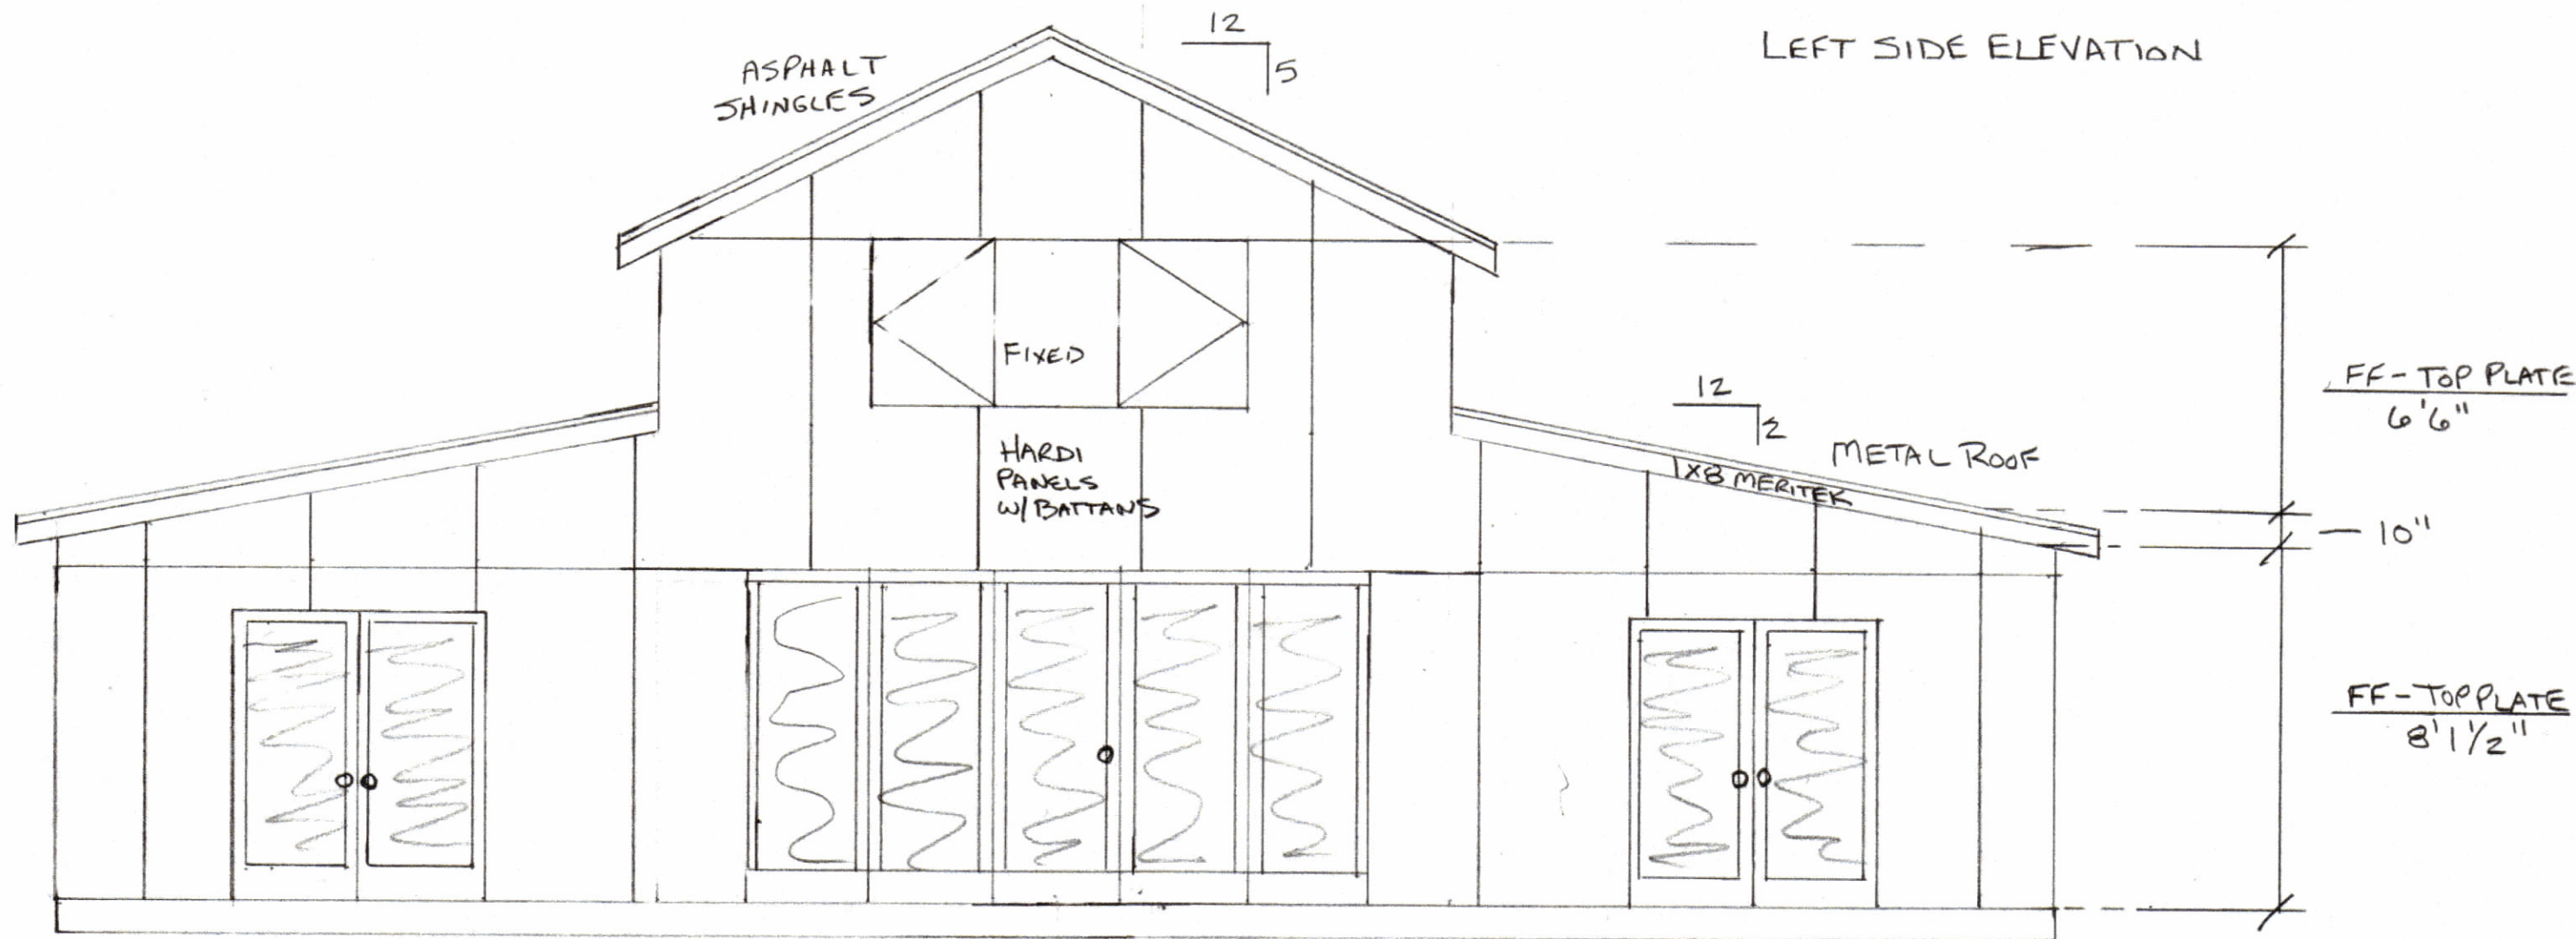 LEFT SIDE ELEVATION
12
5
ASPHALT
SHINGLES
FIXED
HARDI
PANELS
W/ BATTANS
12
2
METAL ROOF
1X8 MERITEK
FF - TOP PLATE
6'6"
10"
FF - TOP PLATE
8'1 1/2"